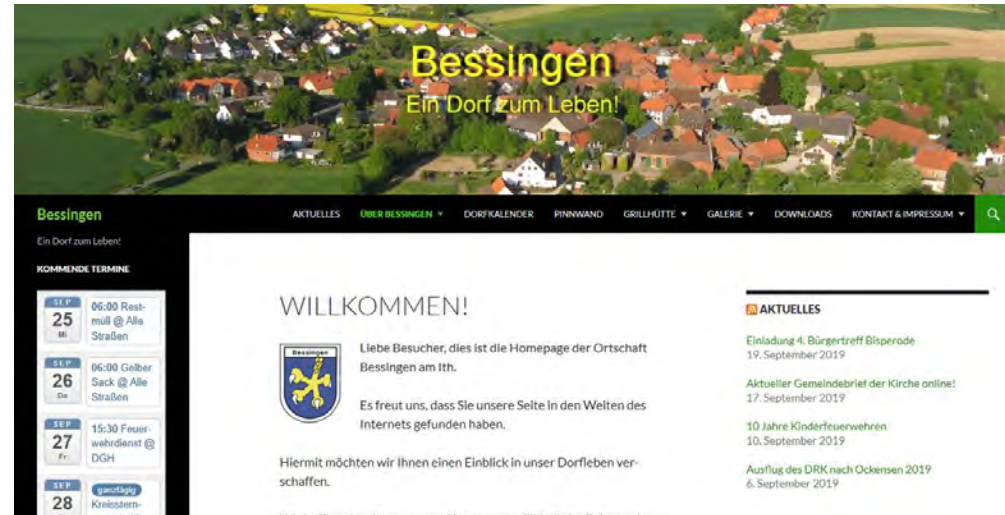 Bessingen
Ein Dorf zum Leben!
Bessingen
AKTUELLES ÜBER BESSINGEN DORFKALENDER PINNWAND GRILLHÜTTE GALERIE DOWNLOADS KONTAKT & IMPRESSUM
Ein Dorf zum Leben!
KOMMENDE TERMINE
SEP
25
Mi
06:00 Rest-
müll @ Alle
Straßen
SEP
26
Do
06:00 Gelber
Sack @ Alle
Straßen
SEP
27
Fr
15:30 Feuer-
wehrdienst @
DGH
SEP
28
ganztägig
Kreisstern-
WILLKOMMEN!
Bessingen
Liebe Besucher, dies ist die Homepage der Ortschaft
Bessingen am Ith.
Es freut uns, dass Sie unsere Seite in den Weiten des
Internets gefunden haben.
Hiermit möchten wir Ihnen einen Einblick in unser Dorfleben ver-
schaffen.
AKTUELLES
Einladung 4. Bürgertreff Bisperode
19. September 2019
Aktueller Gemeindebrief der Kirche online!
17. September 2019
10 Jahre Kinderfeuerwehren
10. September 2019
Ausflug des DRK nach Ockensen 2019
6. September 2019